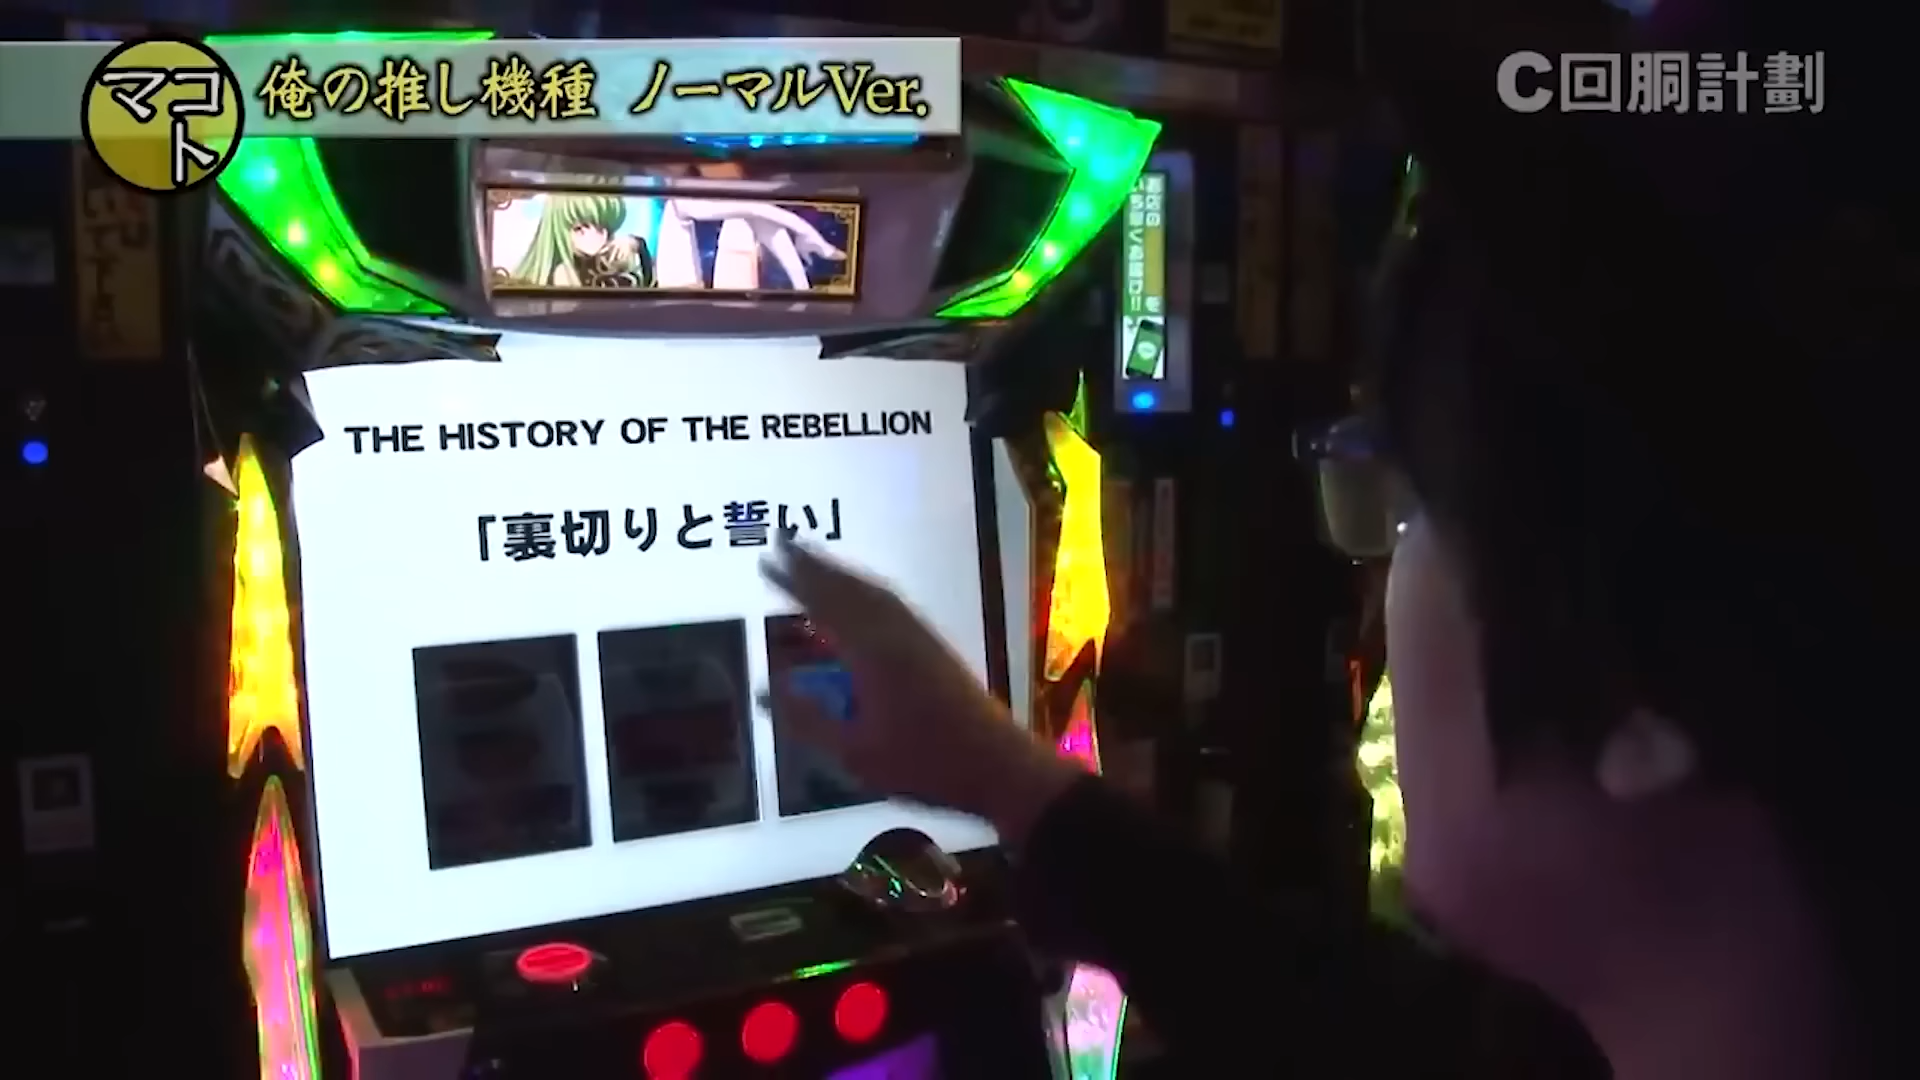 マコト
俺の推し機種 ノーマルVer.
C回胴計劃
THE HISTORY OF THE REBELLION
「裏切りと誓い」